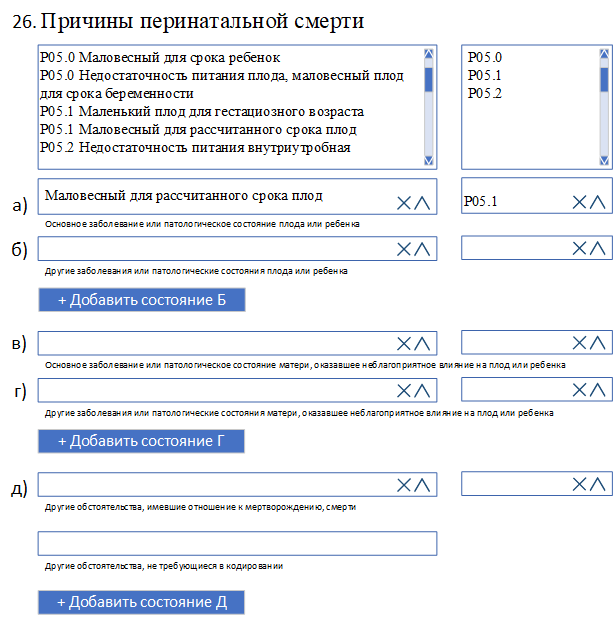 26. Причины перинатальной смерти
P05.0 Маловесный для срока ребенок
P05.0 Недостаточность питания плода, маловесный плод
для срока беременности
P05.1 Маленький плод для гестациозного возраста
P05.1 Маловесный для рассчитанного срока плод
P05.2 Недостаточность питания внутриутробная
P05.0
P05.1
P05.2
а) Маловесный для рассчитанного срока плод P05.1
Основное заболевание или патологическое состояние плода или ребенка
б)
Другие заболевания или патологические состояния плода или ребенка
+ Добавить состояние Б
в)
Основное заболевание или патологическое состояние матери, оказавшее неблагоприятное влияние на плод или ребенка
г)
Другие заболевания или патологические состояния матери, оказавшее неблагоприятное влияние на плод или ребенка
+ Добавить состояние Г
д)
Другие обстоятельства, имевшие отношение к мертворождению, смерти
Другие обстоятельства, не требующиеся в кодировании
+ Добавить состояние Д